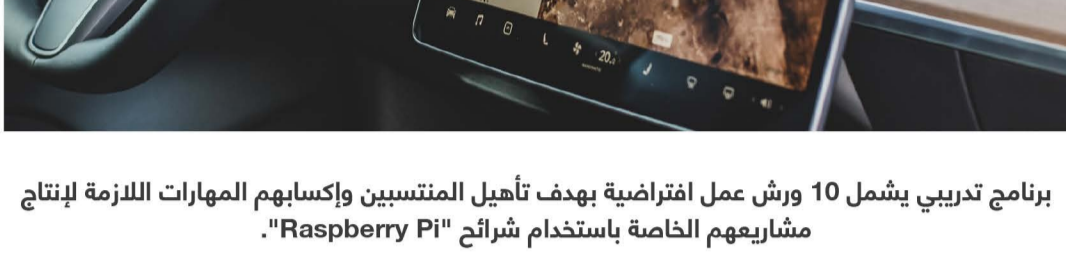 20.
برنامج تدريبي يشمل 10 ورش عمل افتراضية بهدف تأهيل المنتسبين وإكسابهم المهارات اللازمة لإنتاج
مشاريعهم الخاصة باستخدام شرائح "Raspberry Pi".